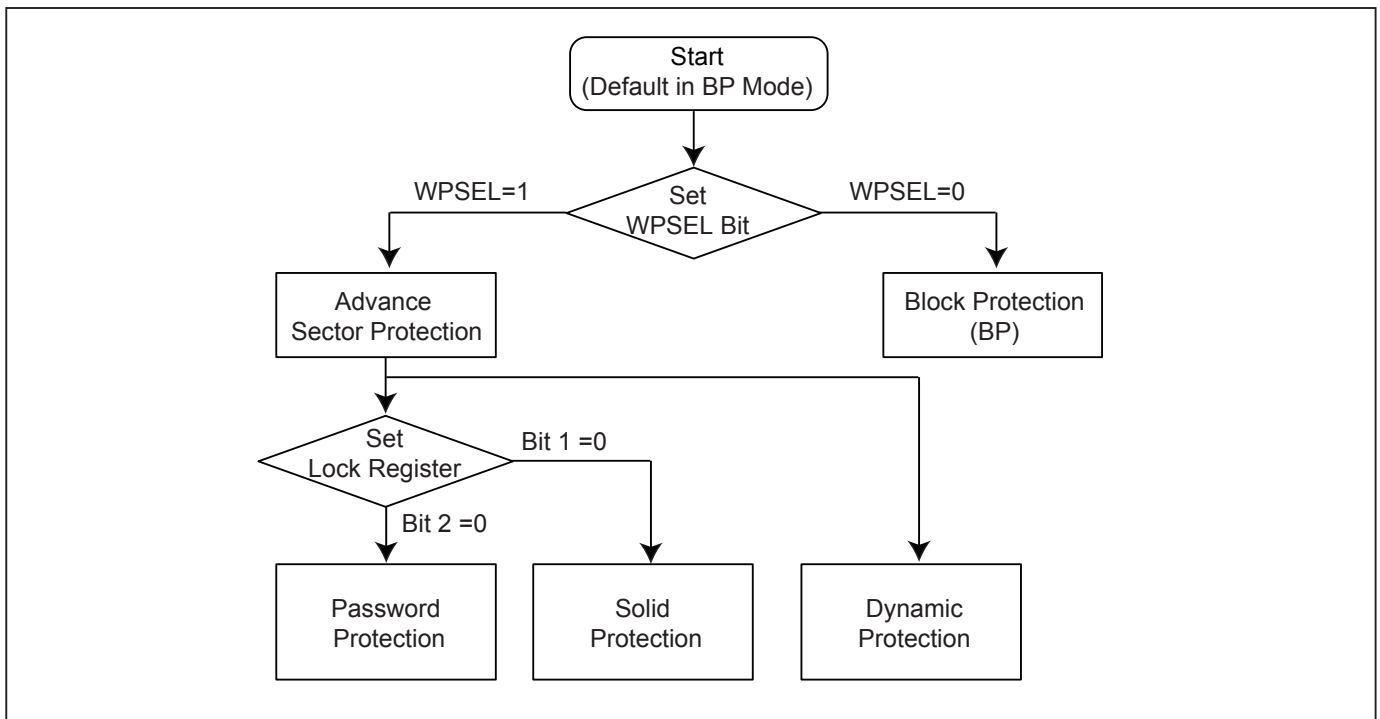 Start
(Default in BP Mode)
WPSEL=1
Set
WPSEL Bit
WPSEL=0
Advance
Sector Protection
Block Protection
(BP)
Set
Lock Register
Bit 1 =0
Bit 2 =0
Password
Protection
Solid
Protection
Dynamic
Protection